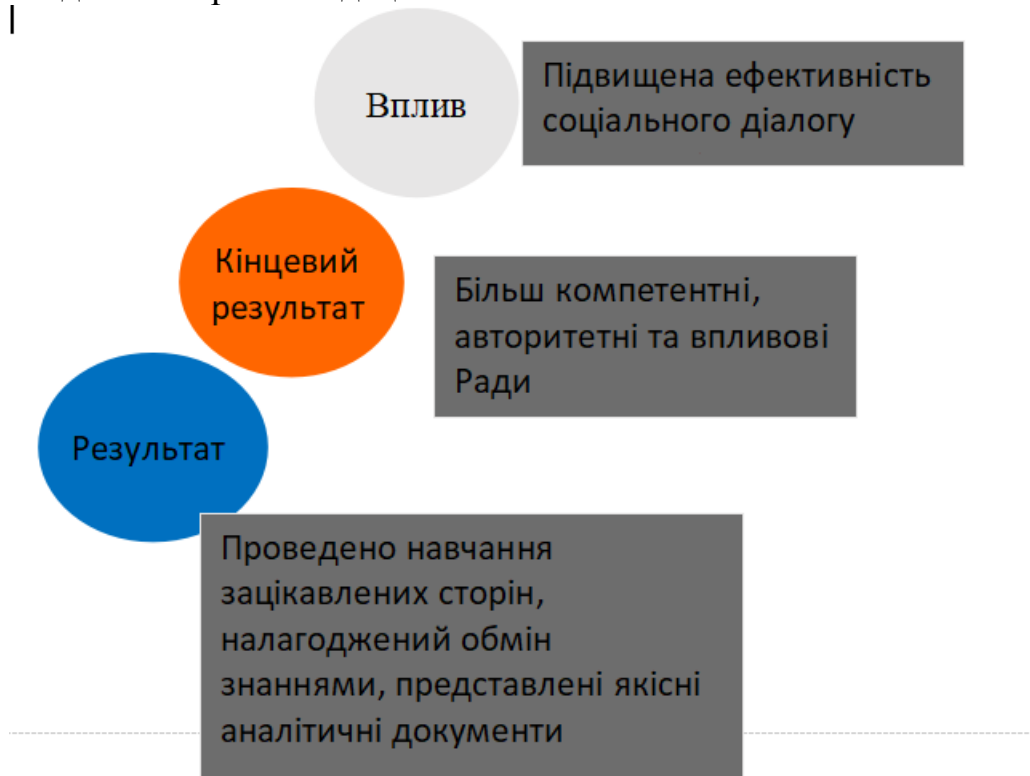 Вплив
Підвищена ефективність
соціального діалогу
Кінцевий
результат
Більш компетентні,
авторитетні та впливові
Ради
Результат
Проведено навчання
зацікавлених сторін,
налагоджений обмін
знаннями, представлені якісні
аналітичні документи